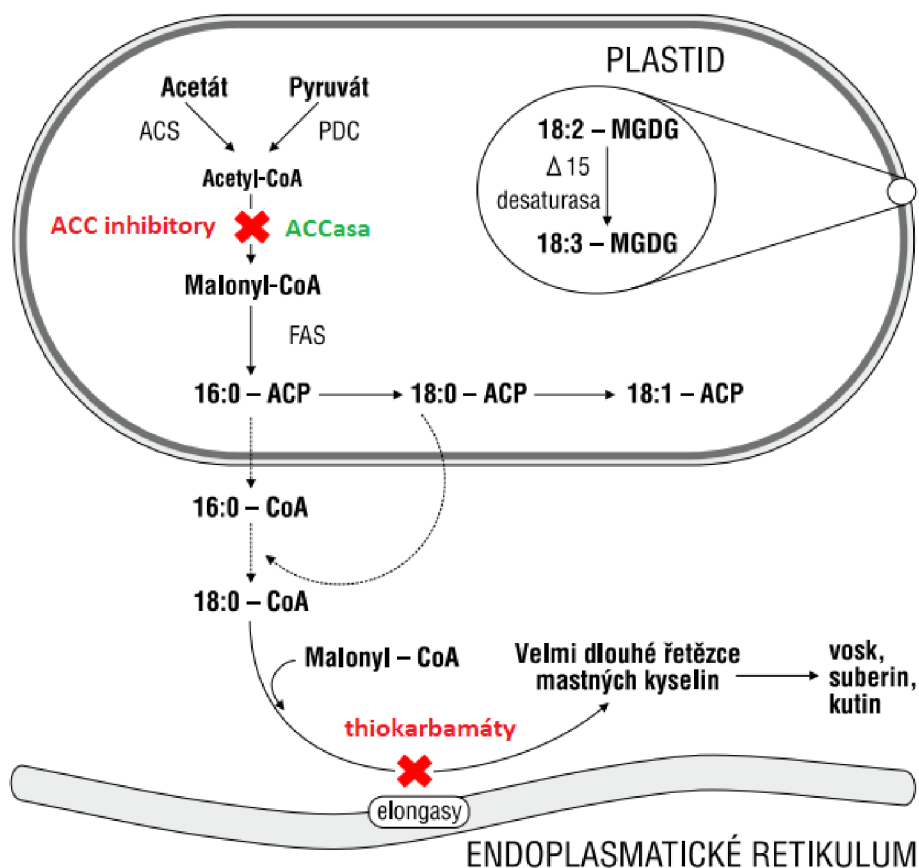 PLASTID
Acetát Pyruvát
ACS PDC
Acetyl-CoA
ACC inhibitory ACCasa
Malonyl-CoA
FAS
18:2 – MGDG
Δ 15
desaturasa
18:3 – MGDG
16:0 – ACP 18:0 – ACP 18:1 – ACP
16:0 – CoA
18:0 – CoA
Malonyl – CoA
Velmi dlouhé řetězce
mastných kyselin
vosk,
suberin,
kutin
thiokarbamáty
elongasy
ENDOPLASMATICKÉ RETIKULUM